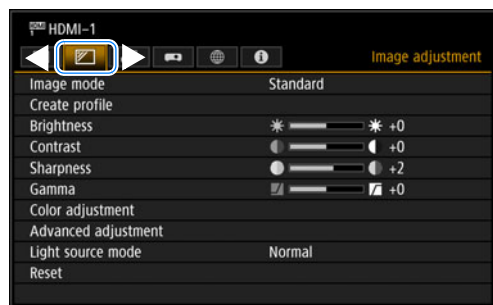 HDMI HDMI-1
Image adjustment
Image mode Standard
Create profile
Brightness +0
Contrast +0
Sharpness +2
Gamma +0
Color adjustment
Advanced adjustment
Light source mode Normal
Reset